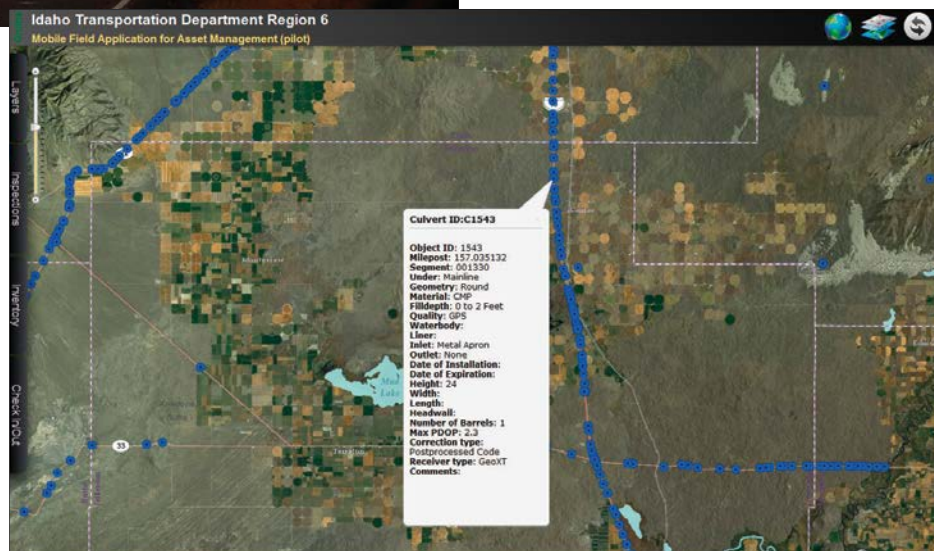 Idaho Transportation Department Region 6
Mobile Field Application for Asset Management (pilot)
Layers
Inspections
Inventory
Check In/Out
Culvert ID:C1543
Object ID: 1543
Milepost: 157.035132
Segment: 001330
Under: Mainline
Geometry: Round
Material: CMP
Filldepth: 0 to 2 Feet
Quality: GPS
Waterbody:
Liner:
Inlet: Metal Apron
Outlet: None
Date of Installation:
Date of Expiration:
Height: 24
Width:
Length:
Headwall:
Number of Barrels: 1
Max PDOP: 2.3
Correction type:
Postprocessed Code
Receiver type: GeoXT
Comments:
Mud
Lake
33